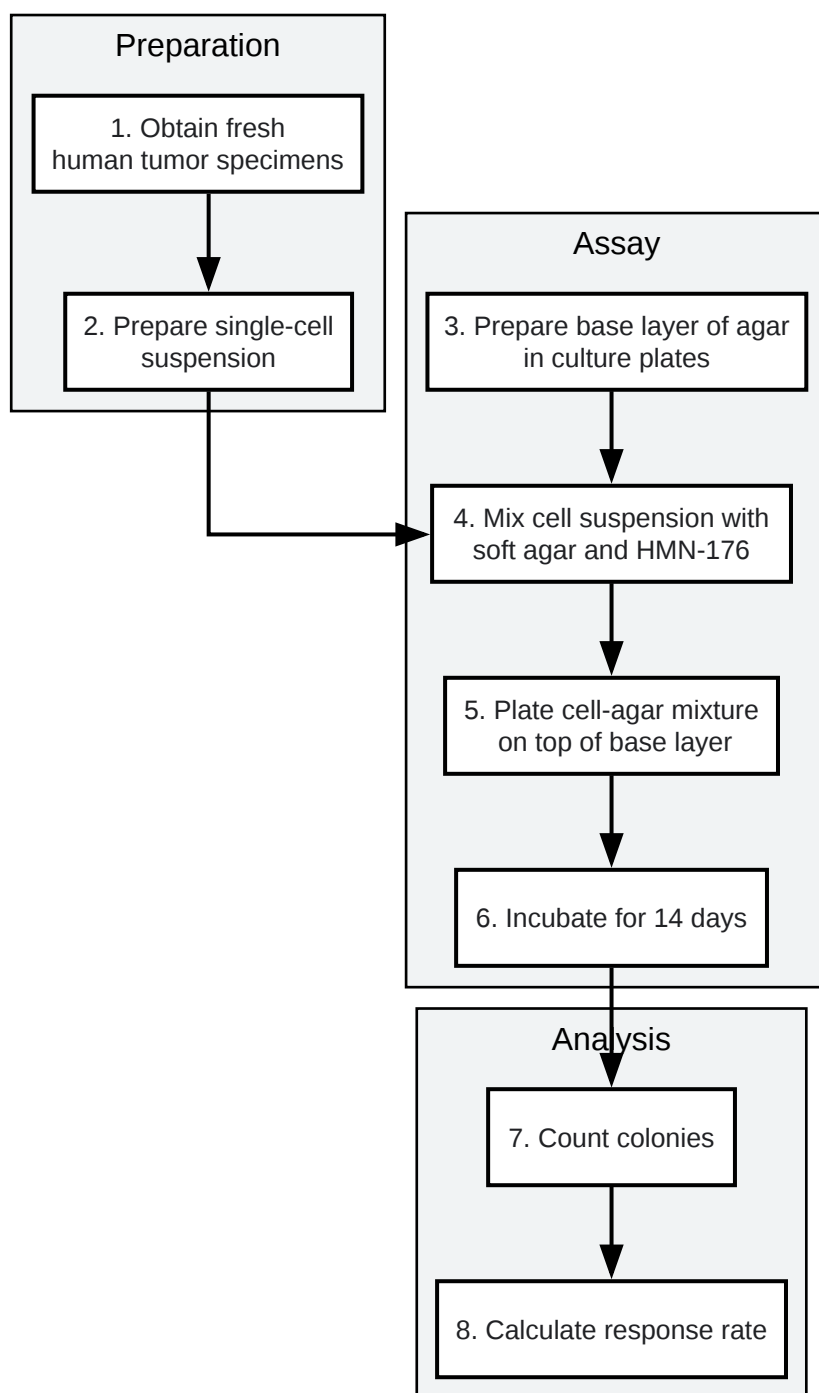 Preparation
1. Obtain fresh
human tumor specimens
2. Prepare single-cell
suspension
Assay
3. Prepare base layer of agar
in culture plates
4. Mix cell suspension with
soft agar and HMN-176
5. Plate cell-agar mixture
on top of base layer
6. Incubate for 14 days
Analysis
7. Count colonies
8. Calculate response rate